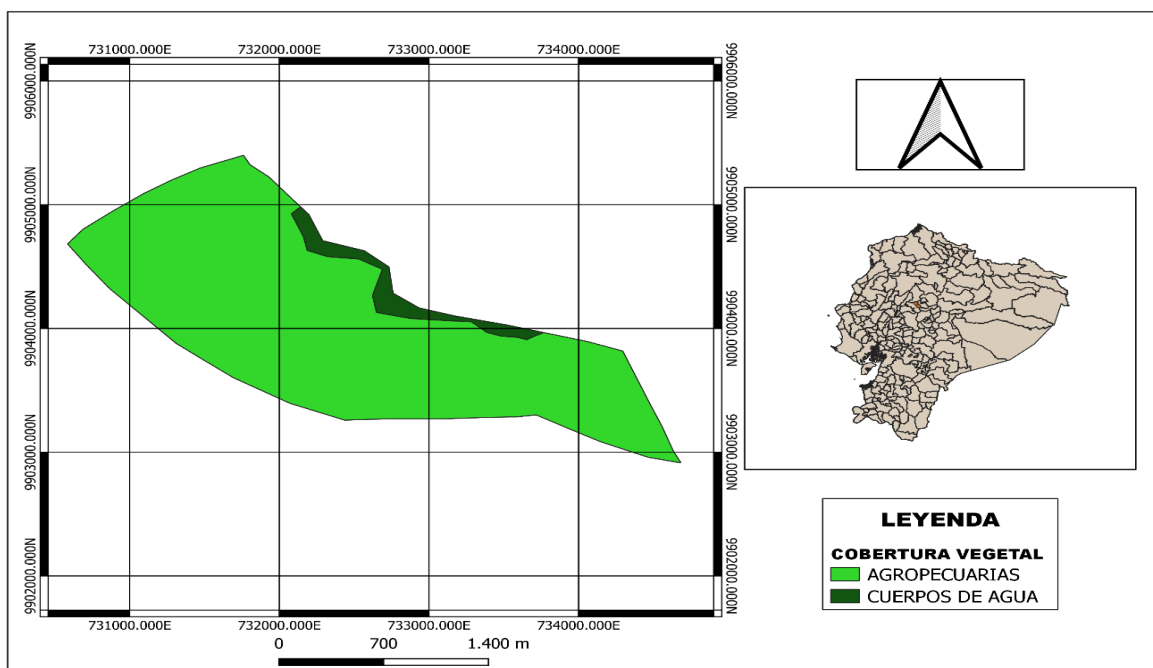 731000.000E 732000.000E 733000.000E 734000.000E
9906000.000N 9906000.000N
9905000.000N 9905000.000N
9904000.000N 9904000.000N
9903000.000N 9903000.000N
9902000.000N 9902000.000N
731000.000E 732000.000E 733000.000E 734000.000E
0 700 1.400 m
LEYENDA
COBERTURA VEGETAL
AGROPECUARIAS
CUERPOS DE AGUA